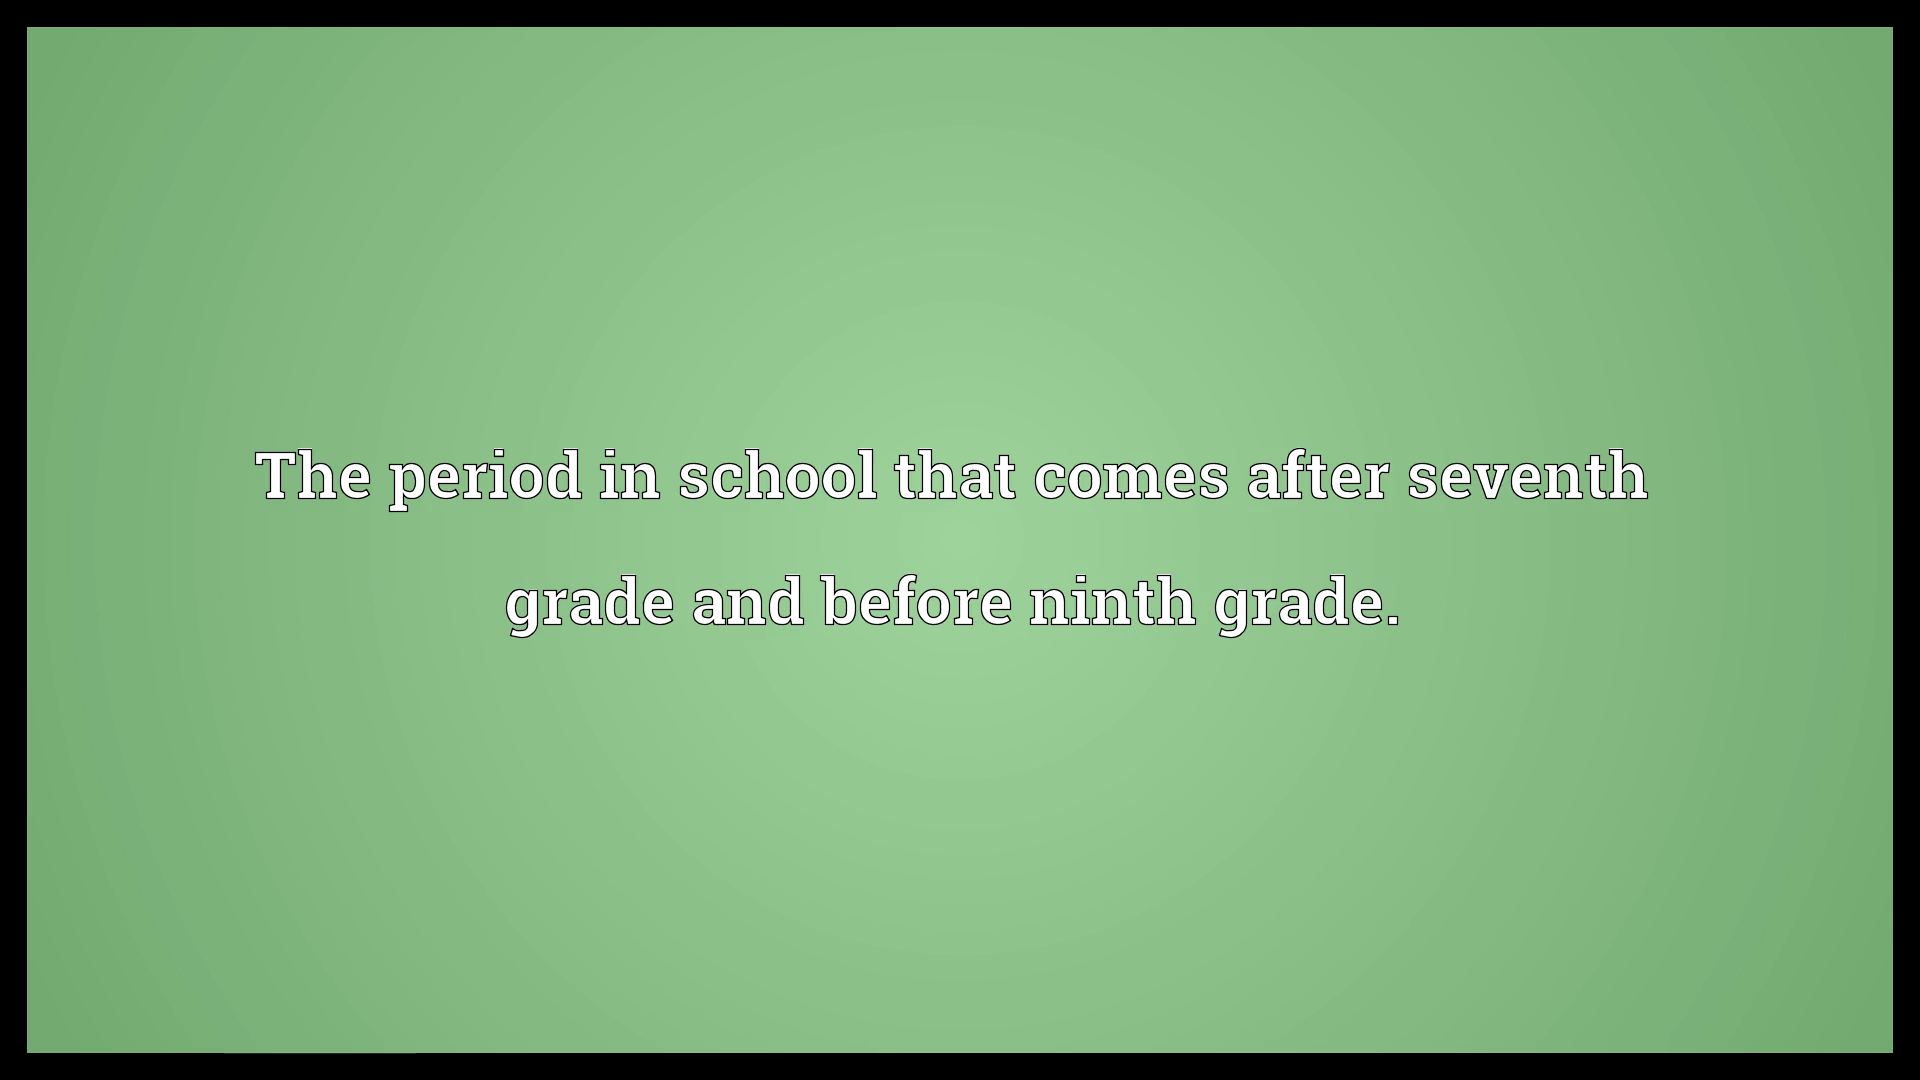 The period in school that comes after seventh
grade and before ninth grade.